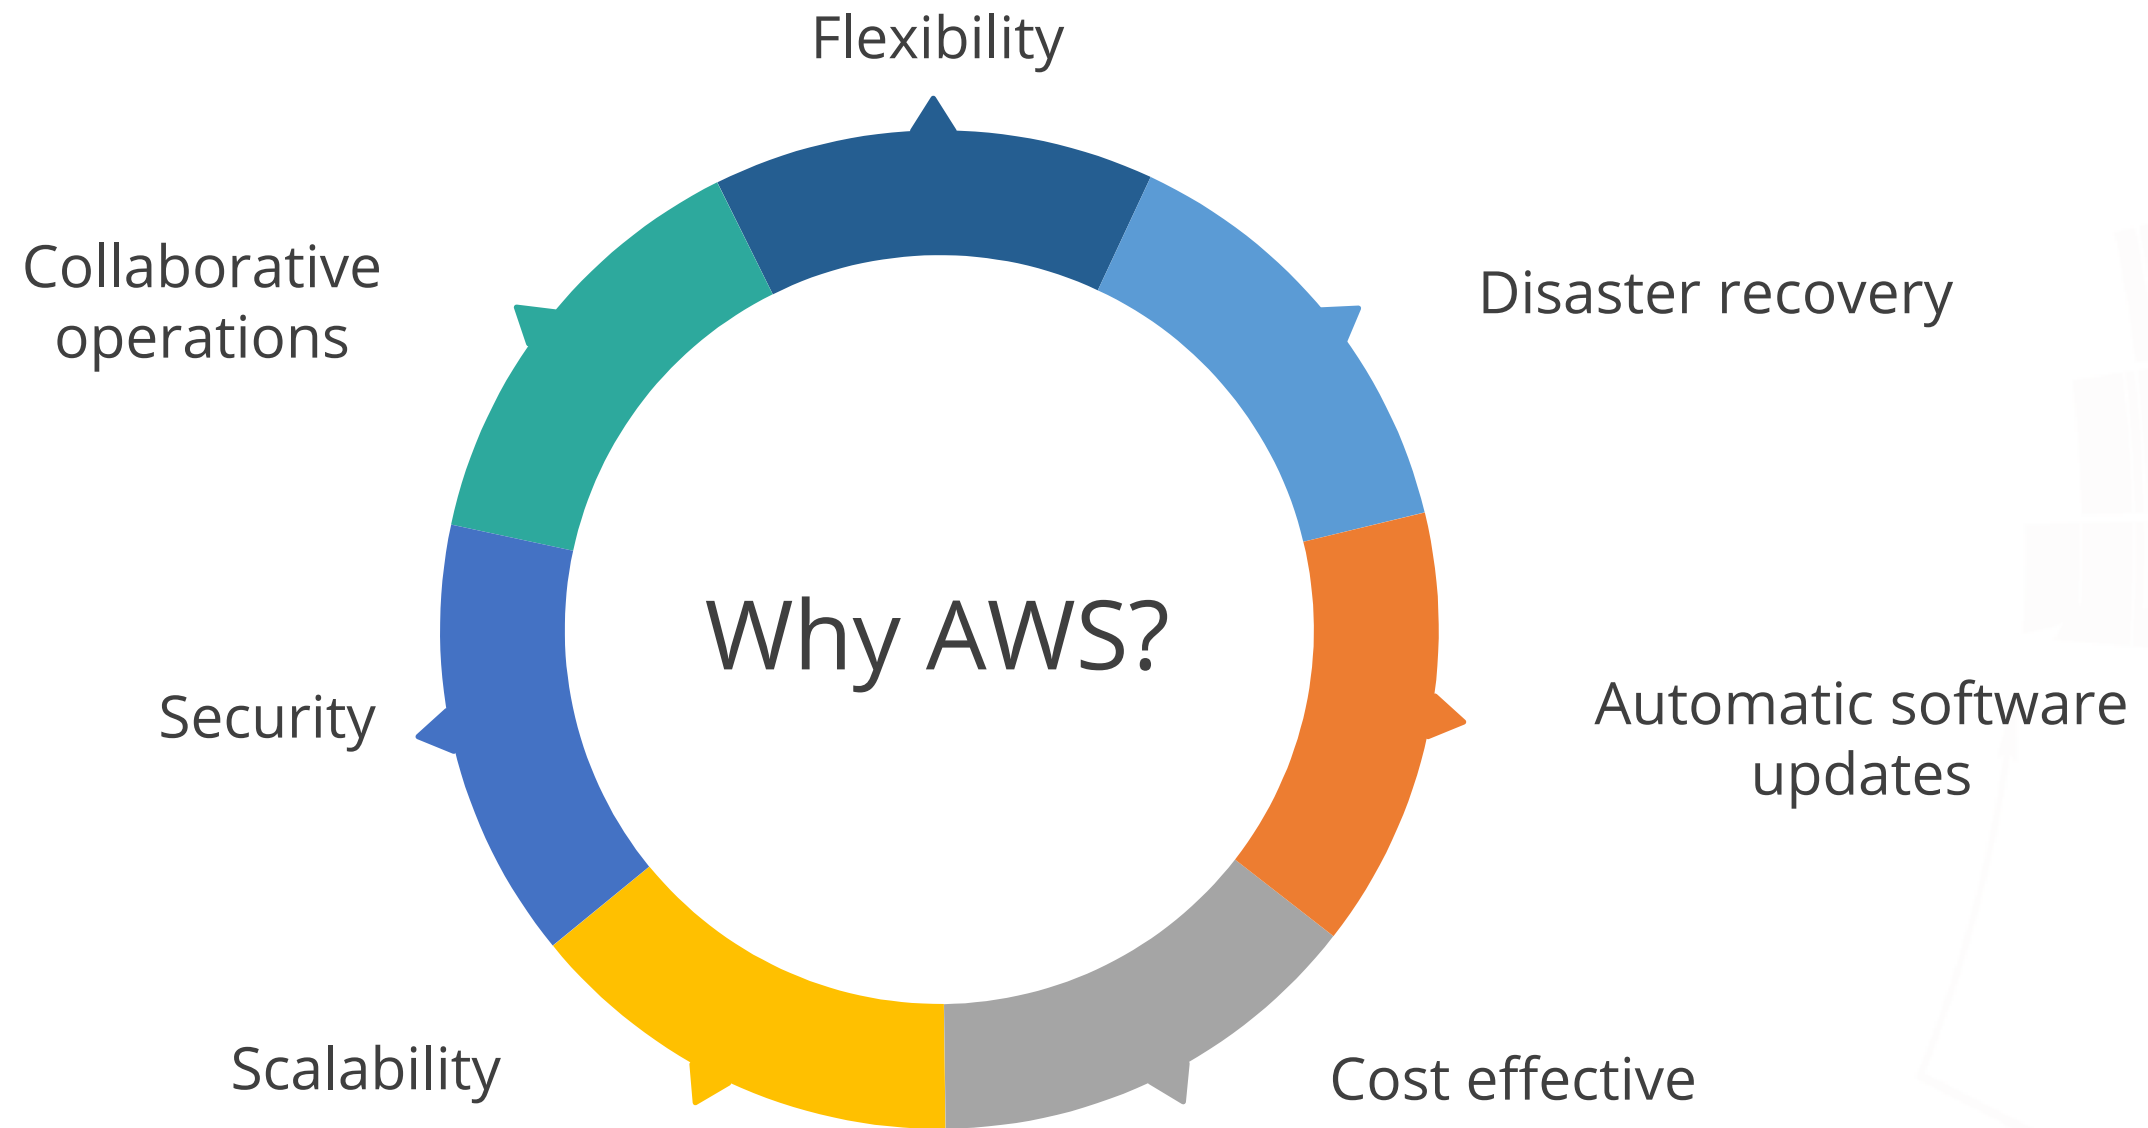 Flexibility
Collaborative
operations
Disaster recovery
Why AWS?
Security
Automatic software
updates
Scalability
Cost effective